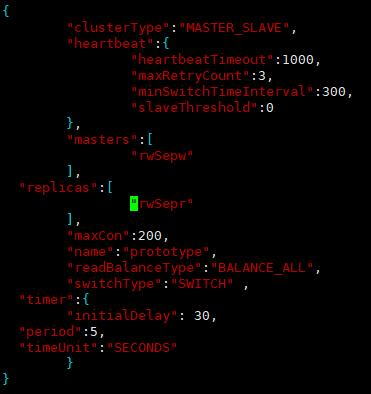 {
"clusterType":"MASTER_SLAVE",
"heartbeat":{
"heartbeatTimeout":1000,
"maxRetryCount":3,
"minSwitchTimeInterval":300,
"slaveThreshold":0
},
"masters":[
"rwSepw"
],
"replicas":[
"rwSepr"
],
"maxCon":200,
"name":"prototype",
"readBalanceType":"BALANCE_ALL",
"switchType":"SWITCH" ,
"timer":{
"initialDelay": 30,
"period":5,
"timeUnit":"SECONDS"
}
}